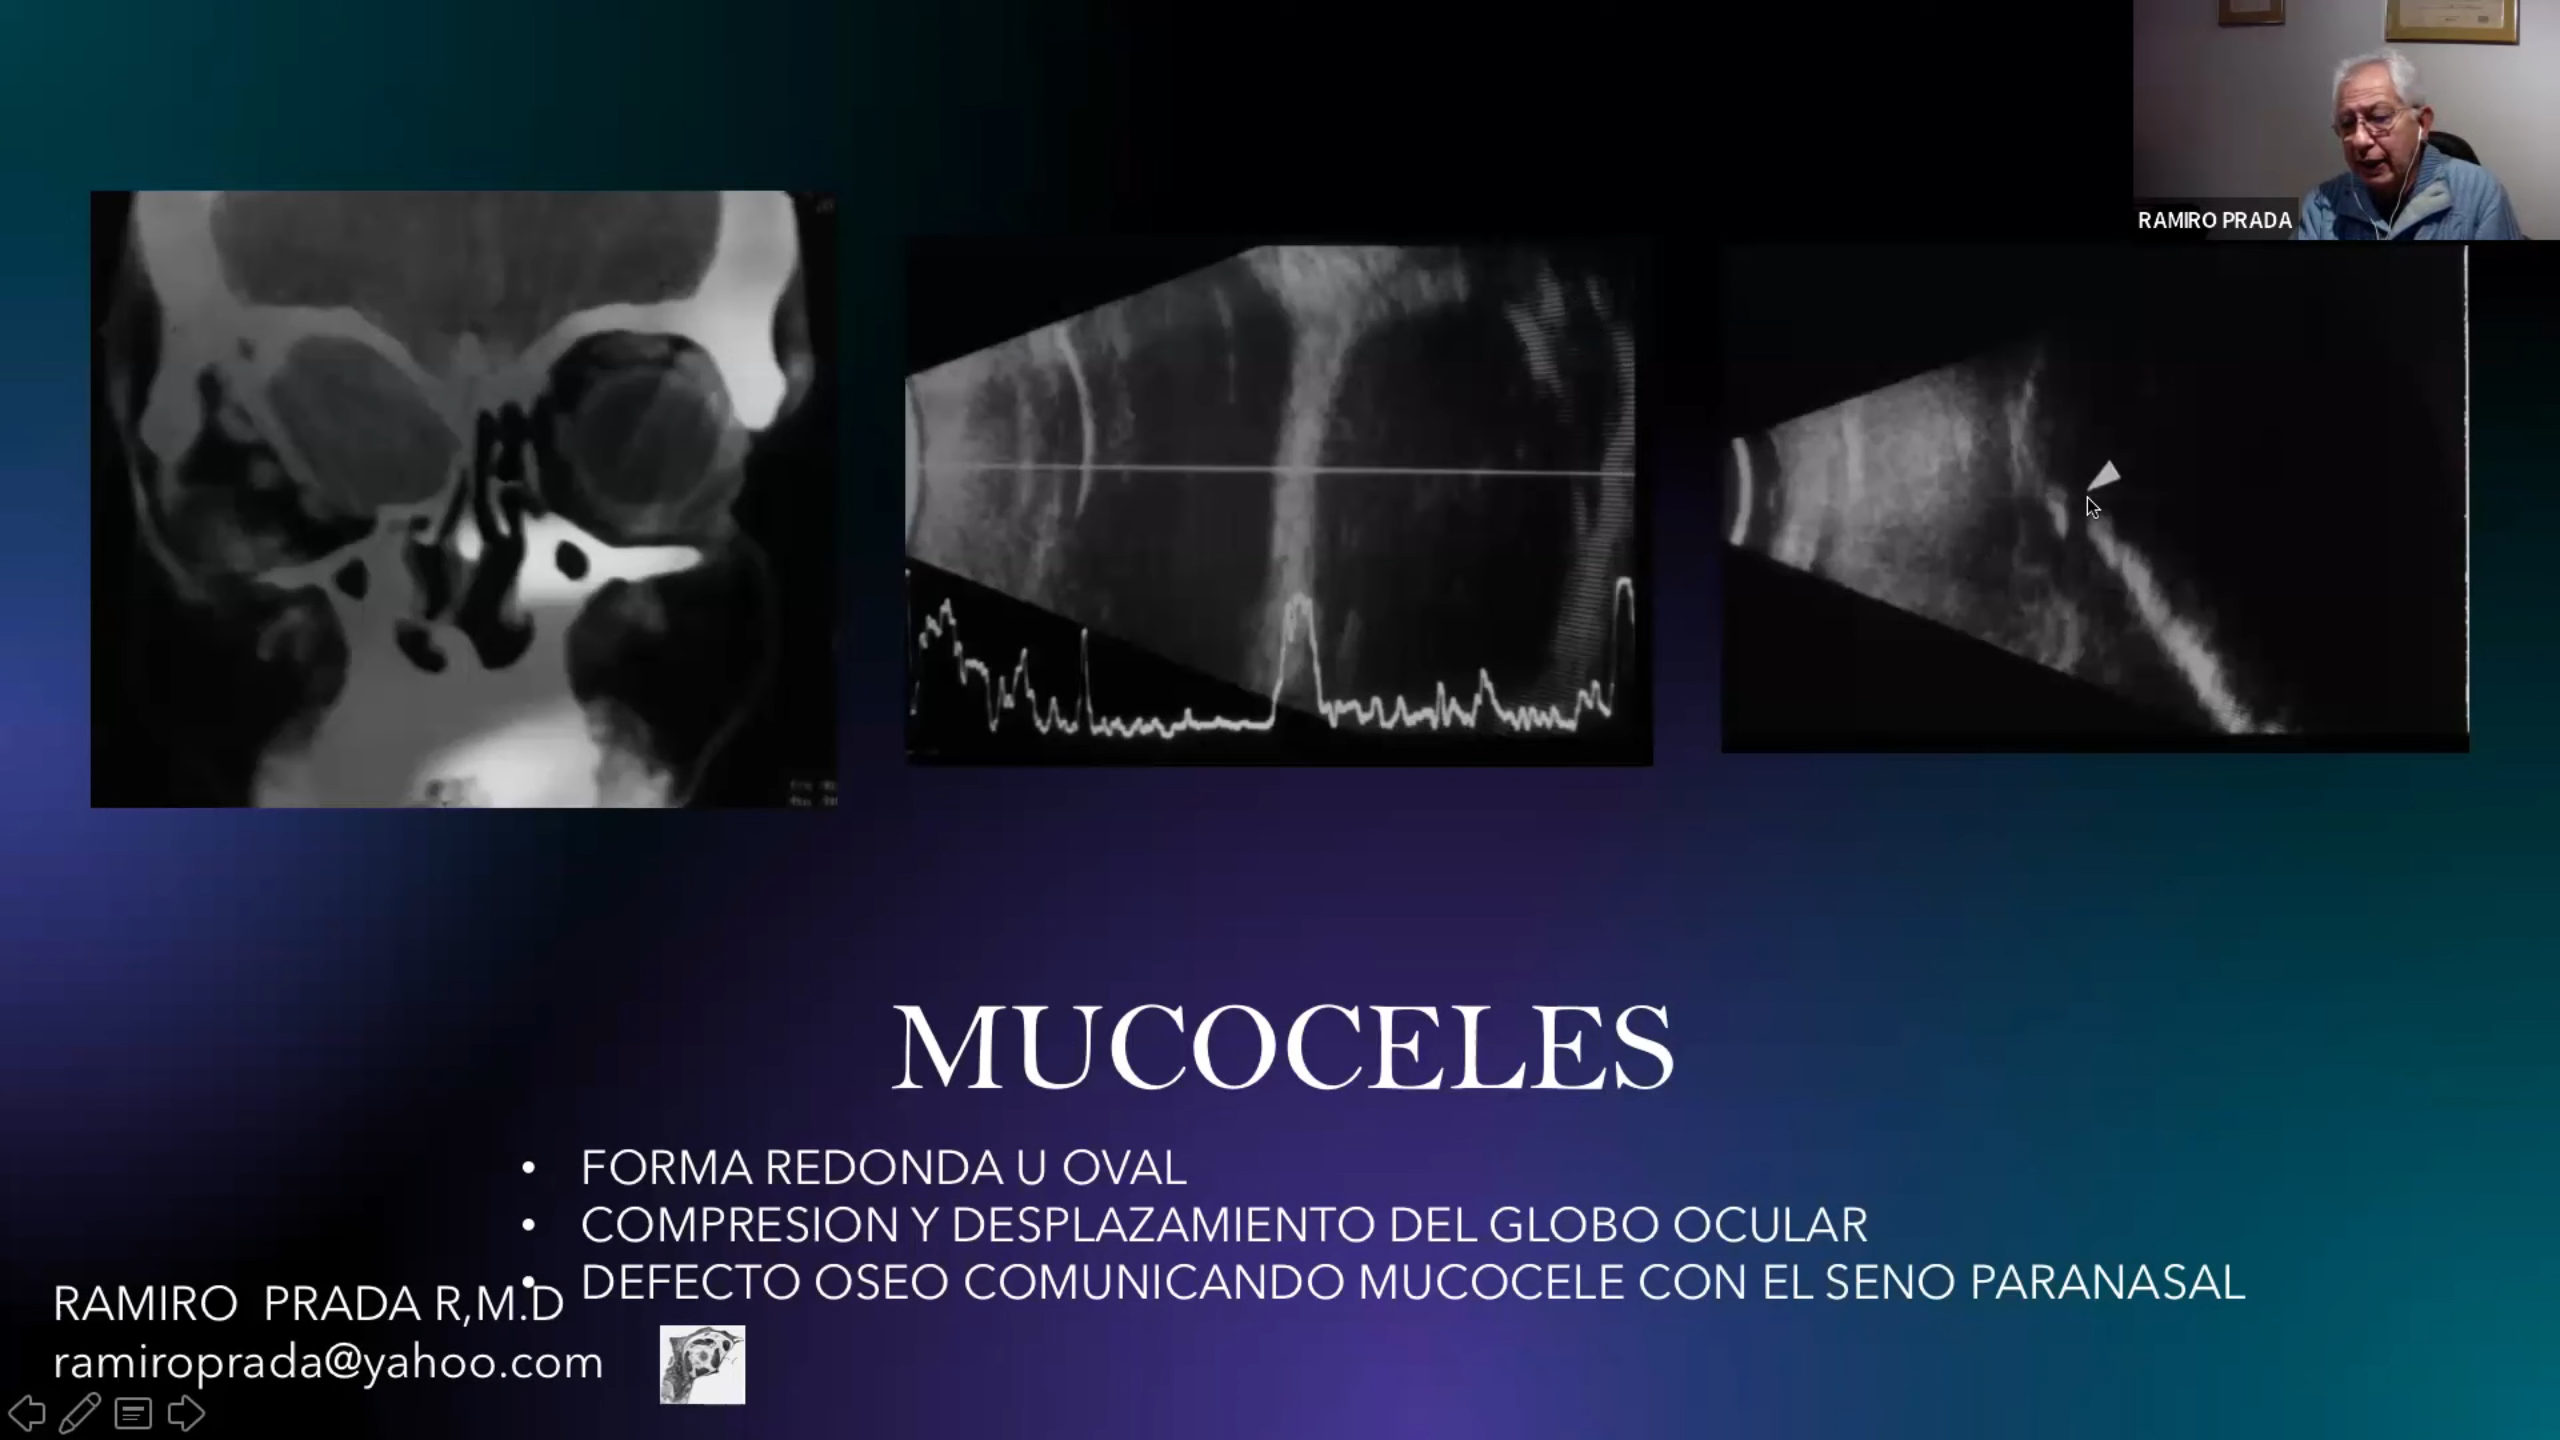 RAMIRO PRADA
MUCOCELES
• FORMA REDONDA U OVAL
• COMPRESION Y DESPLAZAMIENTO DEL GLOBO OCULAR
• DEFECTO OSEO COMUNICANDO MUCOCELE CON EL SENO PARANASAL
RAMIRO PRADA R,M.D
ramiroprada@yahoo.com